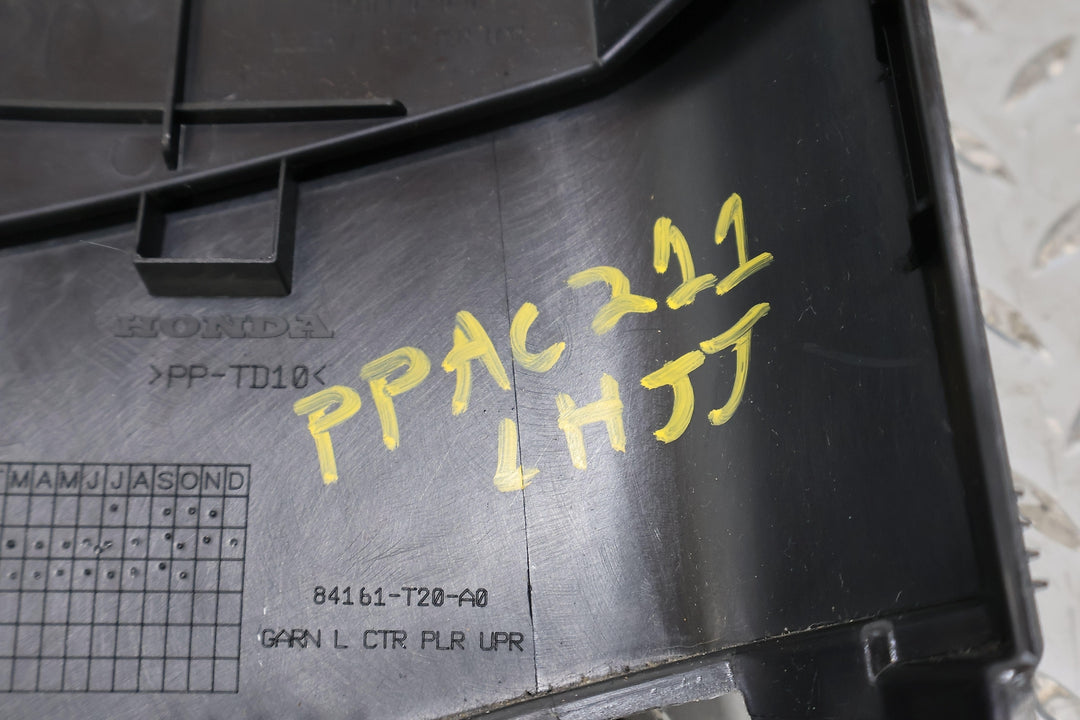 HONDA
>PP-TD10<
PPAC211
LHJJ
MAMJJASOND
84161-T20-A0
GARN L CTR PLR UPR